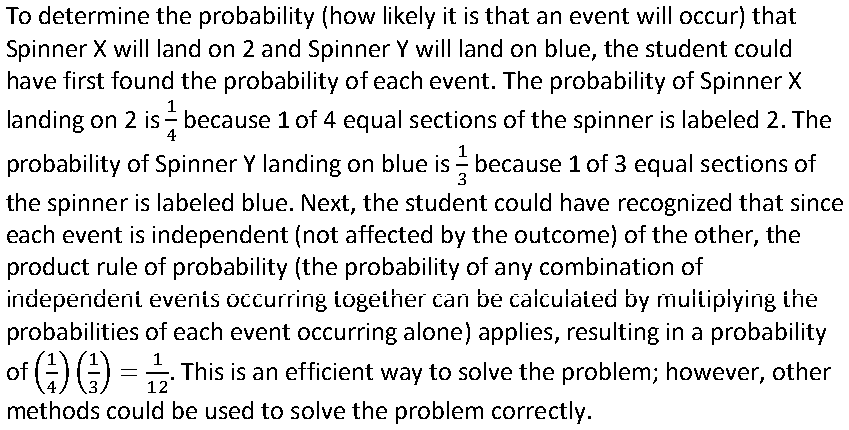 To determine the probability (how likely it is that an event will occur) that
Spinner X will land on 2 and Spinner Y will land on blue, the student could
have first found the probability of each event. The probability of Spinner X
landing on 2 is 1/4 because 1 of 4 equal sections of the spinner is labeled 2. The
probability of Spinner Y landing on blue is 1/3 because 1 of 3 equal sections of
the spinner is labeled blue. Next, the student could have recognized that since
each event is independent (not affected by the outcome) of the other, the
product rule of probability (the probability of any combination of
independent events occurring together can be calculated by multiplying the
probabilities of each event occurring alone) applies, resulting in a probability
of (1/4)(1/3) = 1/12. This is an efficient way to solve the problem; however, other
methods could be used to solve the problem correctly.